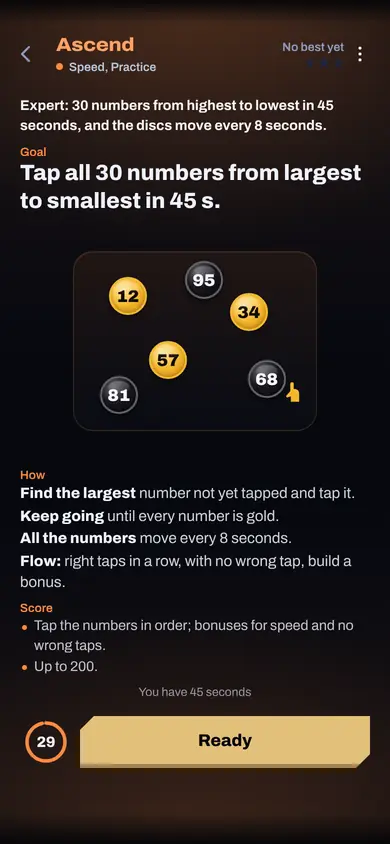 Ascend
No best yet
Speed, Practice
Expert: 30 numbers from highest to lowest in 45
seconds, and the discs move every 8 seconds.
Goal
Tap all 30 numbers from largest
to smallest in 45 s.
95
12
34
57
68
81
How
Find the largest number not yet tapped and tap it.
Keep going until every number is gold.
All the numbers move every 8 seconds.
Flow: right taps in a row, with no wrong tap, build a
bonus.
Score
Tap the numbers in order; bonuses for speed and no
wrong taps.
Up to 200.
You have 45 seconds
29
Ready